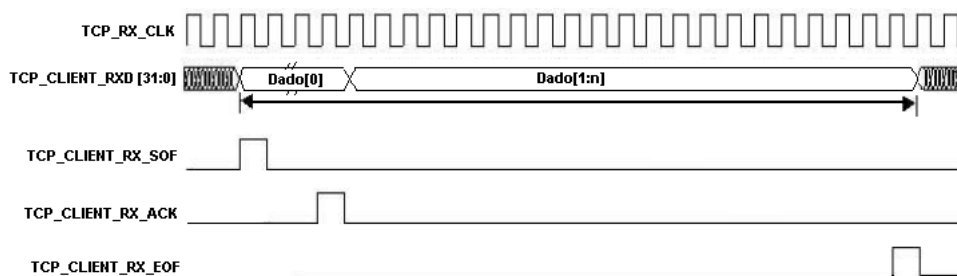 TCP_RX_CLK
TCP_CLIENT_RXD [31:0] Dado[0] Dado[1:n]
TCP_CLIENT_RX_SOF
TCP_CLIENT_RX_ACK
TCP_CLIENT_RX_EOF